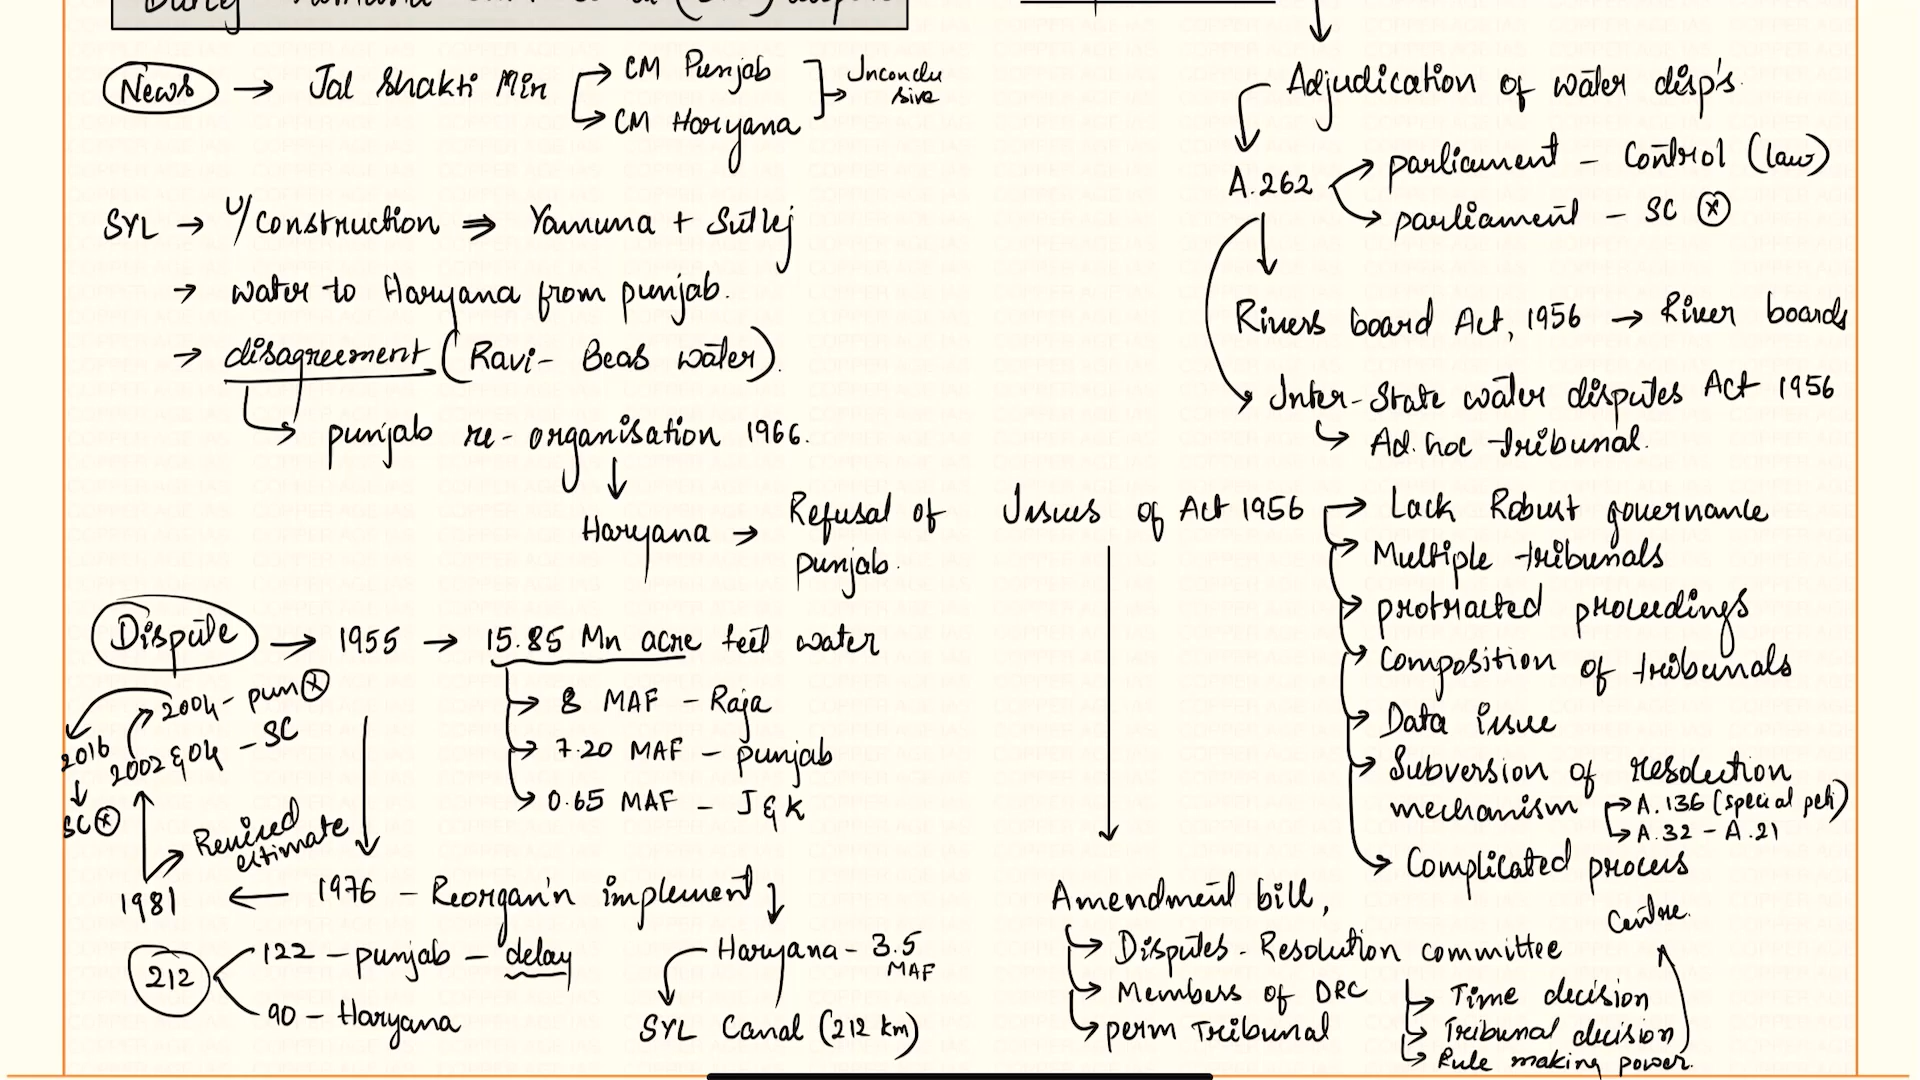 News → Jal Shakti Min → CM Punjab
→ CM Haryana
→ Inconclu
sive
SYL → U/construction ⇒ Yamuna + Sutlej
→ water to Haryana from punjab.
→ disagreement (Ravi- Beas water).
→ punjab re-organisation 1966.
Haryana → Refusal of
punjab.
Dispute → 1955 → 15.85 Mn acre feet water
→ 8 MAF - Raja
→ 7.20 MAF - punjab
→ 0.65 MAF - J & K
2004 - pun ⓧ
2002 & 04 - SC
2016
SC ⓧ
Revised
estimate
1981 ← 1976 - Reorgan'n implement
212
122 - punjab - delay
90 - Haryana
Haryana - 3.5
MAF
SYL Canal (212 km)
Adjudication of water disp's.
A.262 → parliament - Control (law)
→ parliament - SC ⓧ
Rivers board Act, 1956 → River boards
→ Inter-State water disputes Act 1956
→ Ad.hoc tribunal.
Issues of Act 1956 → Lack Robust governance
→ Multiple tribunals
→ protracted proceedings
→ Composition of tribunals
→ Data issue
→ Subversion of resolection
mechanism → A.136 (special peti)
→ A.32 - A.21
→ Complicated process
Amendment bill,
→ Disputes - Resolution committee
→ Members of DRC
→ perm Tribunal
Centre.
→ Time decision
→ Tribunal decision
→ Rule making power.
COPPER AGE IAS